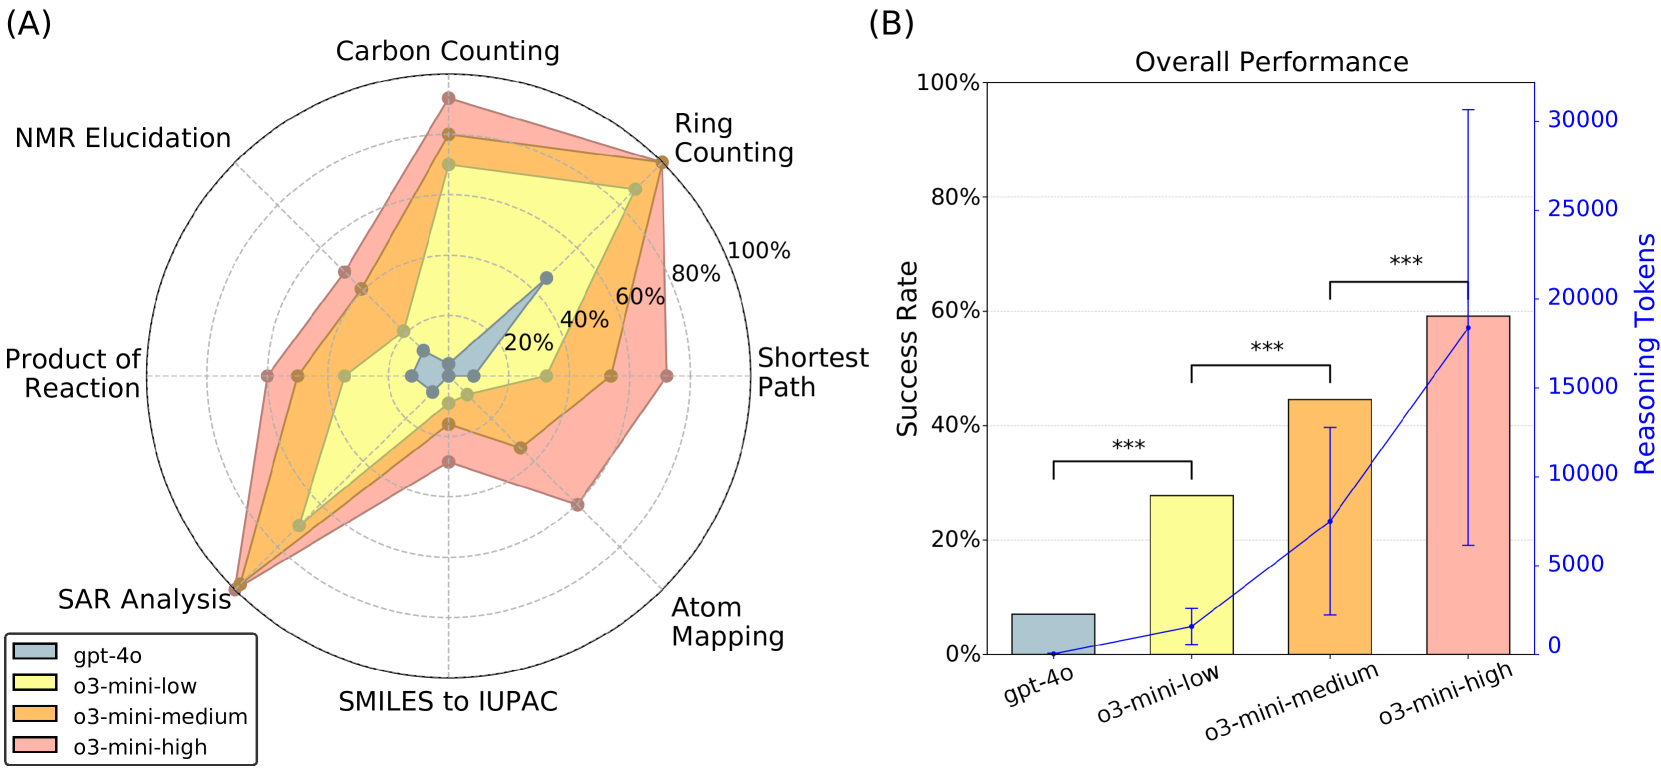 (A)
Carbon Counting
Ring
Counting
NMR Elucidation
100%
80%
60%
40%
20%
Product of
Reaction
Shortest
Path
SAR Analysis
Atom
Mapping
SMILES to IUPAC
gpt-4o
o3-mini-low
o3-mini-medium
o3-mini-high
(B)
Overall Performance
100%
80%
60%
40%
20%
0%
Success Rate
***
***
***
30000
25000
20000
15000
10000
5000
0
Reasoning Tokens
gpt-4o
o3-mini-low
o3-mini-medium
o3-mini-high